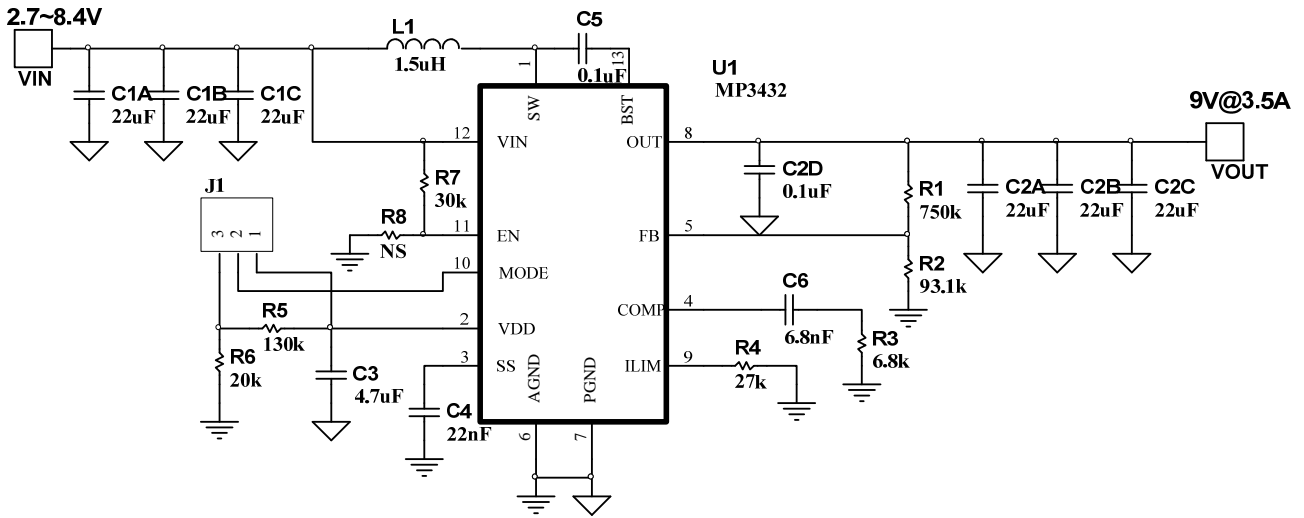 2.7~8.4V
VIN
L1
1.5uH
C5
0.1uF
C1A
22uF
C1B
22uF
C1C
22uF
U1
MP3432
1
13
SW
BST
12
VIN
OUT
8
9V@3.5A
VOUT
R7
30k
C2D
0.1uF
R1
750k
C2A
22uF
C2B
22uF
C2C
22uF
J1
3
2
1
R8
NS
11
EN
FB
5
10
MODE
R2
93.1k
COMP
4
C6
6.8nF
R3
6.8k
R5
130k
2
VDD
R6
20k
C3
4.7uF
3
SS
ILIM
9
R4
27k
AGND
PGND
C4
22nF
6
7